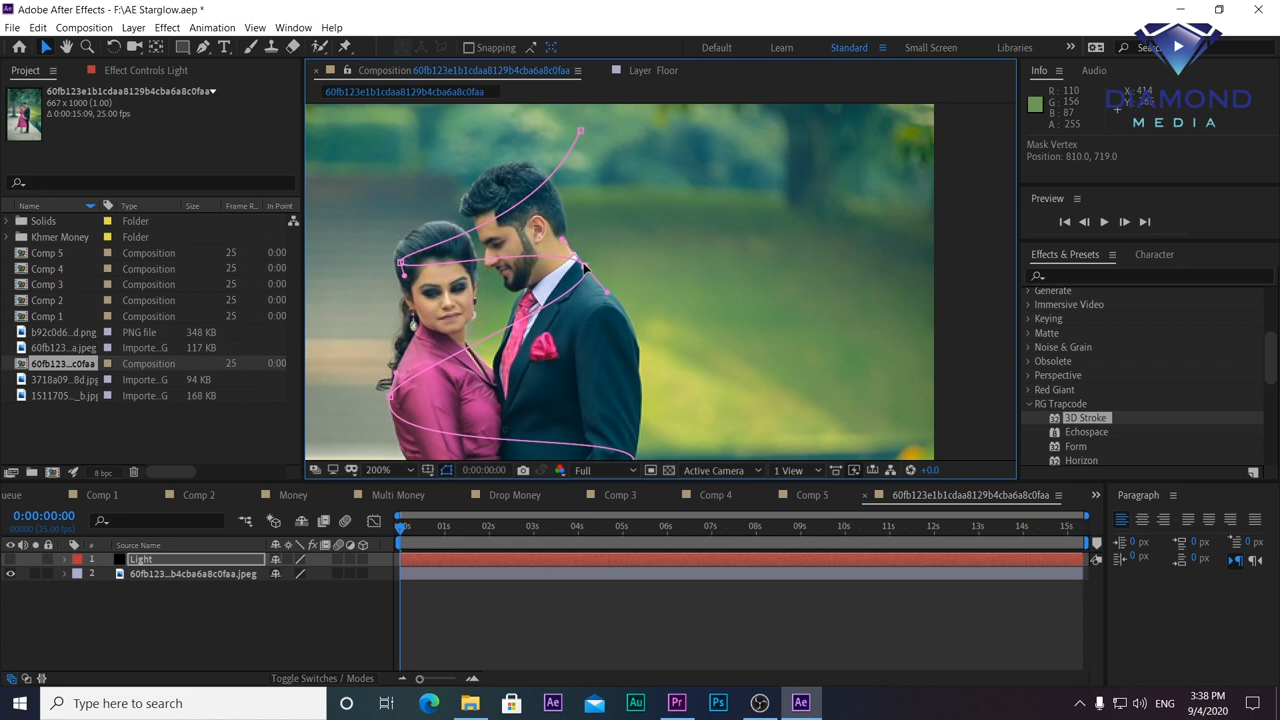 Adobe After Effects - F:\AE Starglow.aep *
File Edit Composition Layer Effect Animation View Window Help
Snapping
Default Learn Standard Small Screen Libraries
Project Effect Controls Light
Composition 60fb123e1b1cdaa8129b4cba6a8c0faa
Layer Floor
Info Audio
60fb123e1b1cdaa8129b4cba6a8c0faa
60fb123e1b1cdaa8129b4cba6a8c0faa
667 x 1000 (1.00)
Δ 0:00:15:09, 25.00 fps
R : 110
G : 156
B : 87
A : 255
X: 414
Y: 365
DIAMOND
MEDIA
Mask Vertex
Position: 810.0, 719.0
Preview
Name Type Size Frame R... In Point
Solids Folder
Khmer Money Folder
Comp 5 Composition 25 0:00
Comp 4 Composition 25 0:00
Comp 3 Composition 25 0:00
Comp 2 Composition 25 0:00
Comp 1 Composition 25 0:00
b92c0d6...d.png PNG file 348 KB
60fb123...a.jpeg Importe...G 117 KB
60fb123...c0faa Composition 25 0:00
3718a09...8d.jpg Importe...G 94 KB
1511705..._b.jpg Importe...G 168 KB
Effects & Presets Character
Generate
Immersive Video
Keying
Matte
Noise & Grain
Obsolete
Perspective
Red Giant
RG Trapcode
3D Stroke
Echospace
Form
Horizon
8 bpc
200% 0:00:00:00 Full Active Camera 1 View +0.0
ueue Comp 1 Comp 2 Money Multi Money Drop Money Comp 3 Comp 4 Comp 5 60fb123e1b1cdaa8129b4cba6a8c0faa
Paragraph
0:00:00:00
00000 (25.00 fps)
01s 02s 03s 04s 05s 06s 07s 08s 09s 10s 11s 12s 13s 14s 15s
# Source Name
1 Light
2 60fb123...b4cba6a8c0faa.jpeg
0 px 0 px 0 px
0 px 0 px
Toggle Switches / Modes
Type here to search
ENG
3:38 PM
9/4/2020